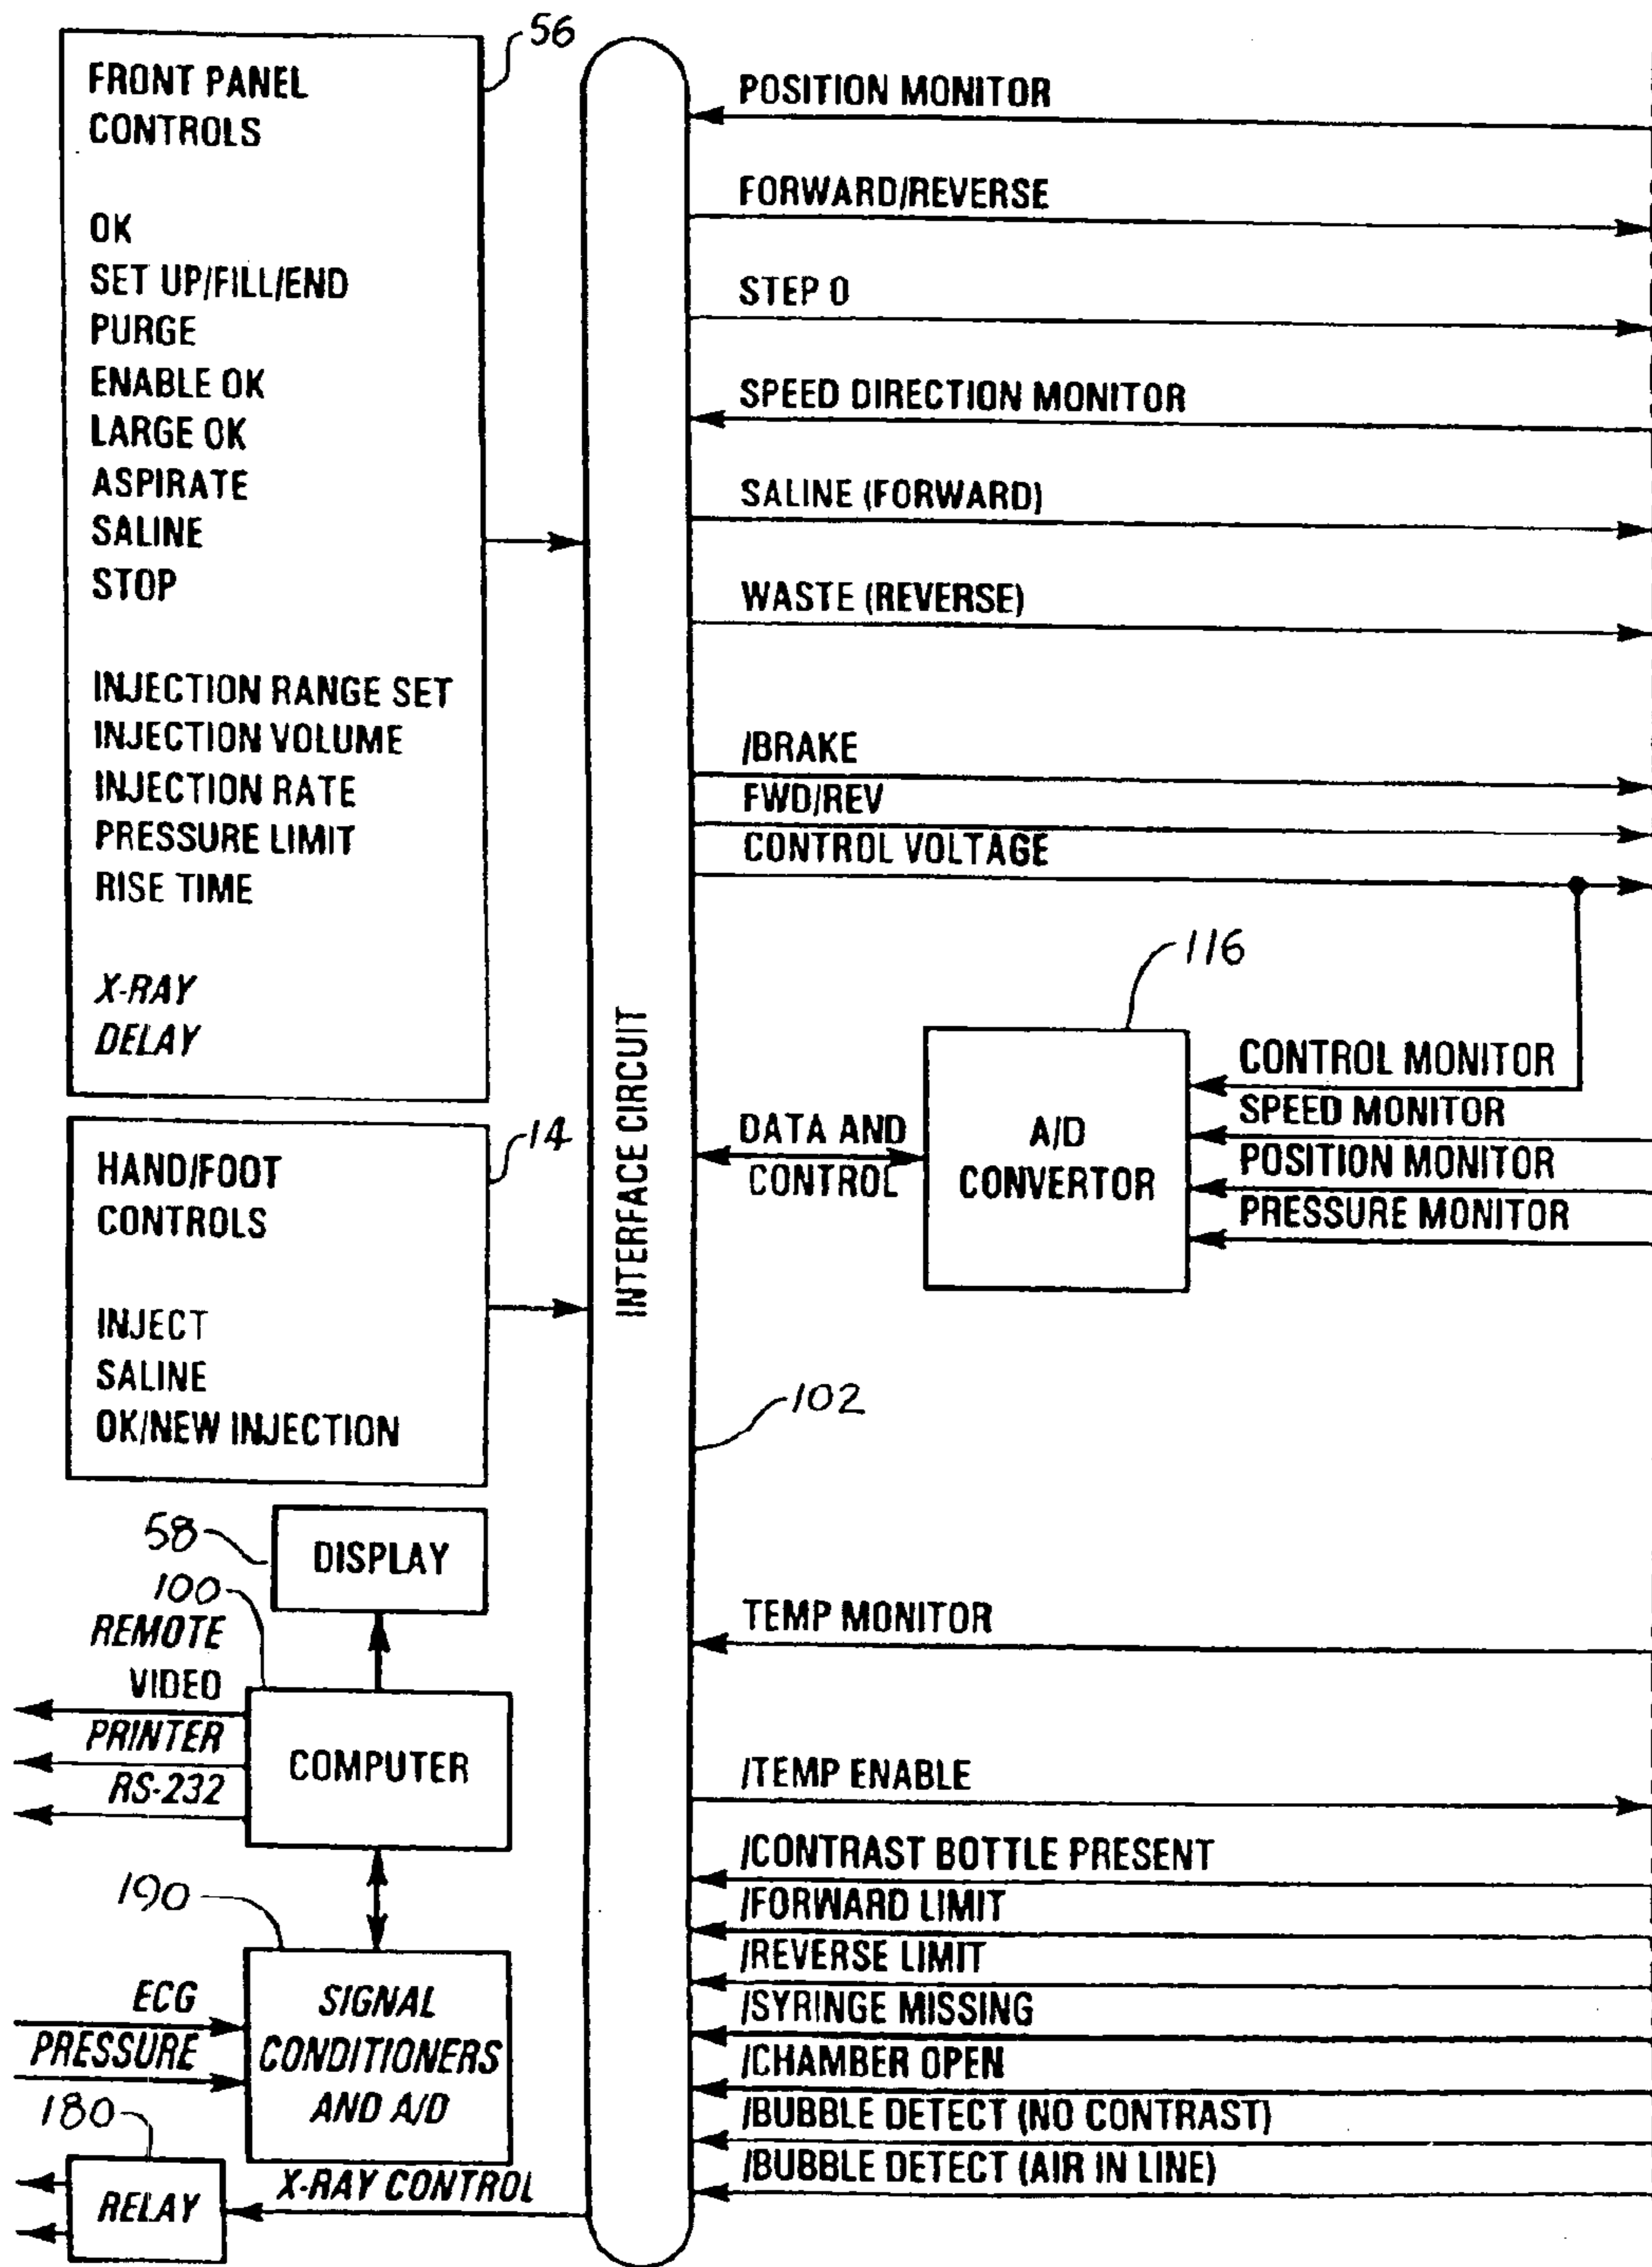 56
FRONT PANEL
CONTROLS
OK
SET UP/FILL/END
PURGE
ENABLE OK
LARGE OK
ASPIRATE
SALINE
STOP
INJECTION RANGE SET
INJECTION VOLUME
INJECTION RATE
PRESSURE LIMIT
RISE TIME
X-RAY
DELAY
14
HAND/FOOT
CONTROLS
INJECT
SALINE
OK/NEW INJECTION
58
DISPLAY
100
REMOTE
VIDEO
PRINTER
RS-232
COMPUTER
190
ECG
PRESSURE
SIGNAL
CONDITIONERS
AND A/D
180
RELAY
X-RAY CONTROL
INTERFACE CIRCUIT
102
POSITION MONITOR
FORWARD/REVERSE
STEP 0
SPEED DIRECTION MONITOR
SALINE (FORWARD)
WASTE (REVERSE)
/BRAKE
FWD/REV
CONTROL VOLTAGE
116
DATA AND
CONTROL
A/D
CONVERTOR
CONTROL MONITOR
SPEED MONITOR
POSITION MONITOR
PRESSURE MONITOR
TEMP MONITOR
/TEMP ENABLE
/CONTRAST BOTTLE PRESENT
/FORWARD LIMIT
/REVERSE LIMIT
/SYRINGE MISSING
/CHAMBER OPEN
/BUBBLE DETECT (NO CONTRAST)
/BUBBLE DETECT (AIR IN LINE)